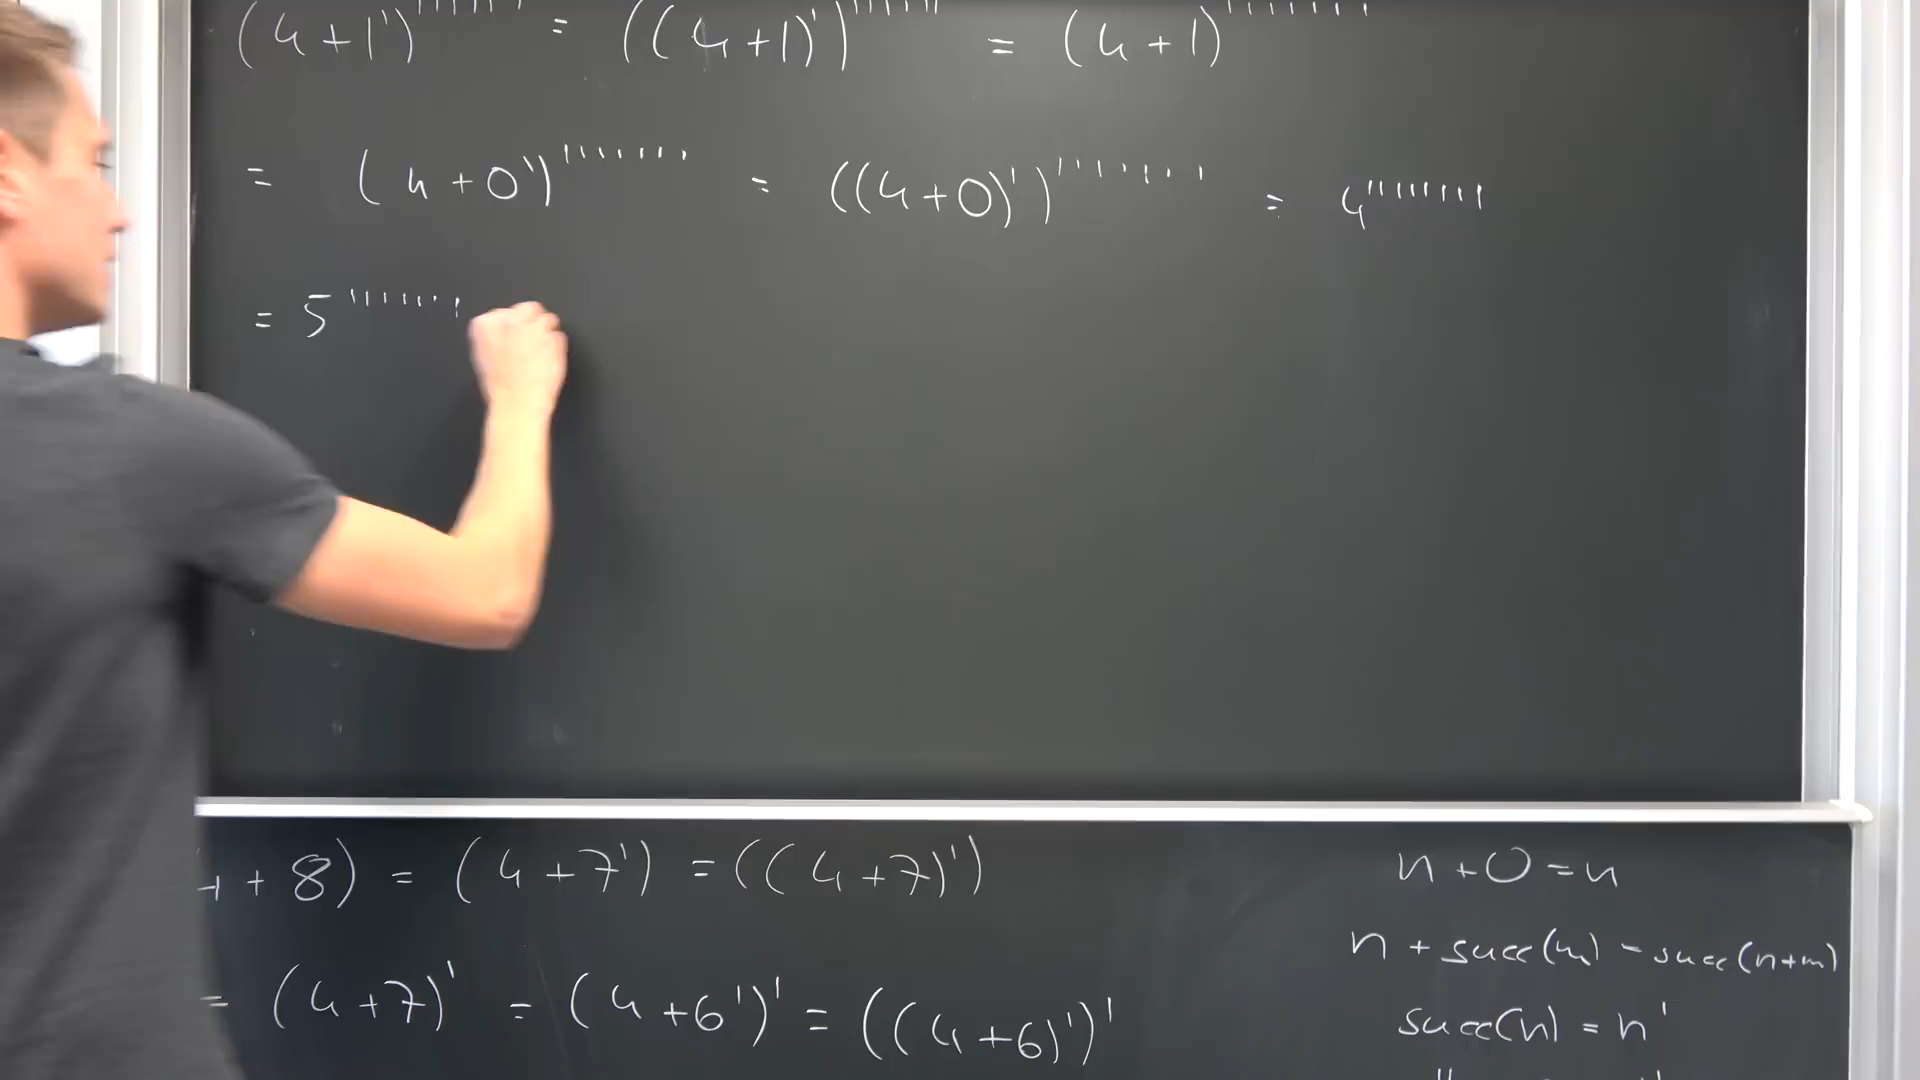 (4+1')'''''' = ((4+1)')'''''' = (4+1)'''''''
= (4+0')''''''' = ((4+0)')''''''' = 4''''''''
= 5'''''''
+ 8) = (4+7') = ((4+7)')
n+0=n
= (4+7)' = (4+6')' = ((4+6)')'
n + succ(m) = succ(n+m)
succ(n) = n'